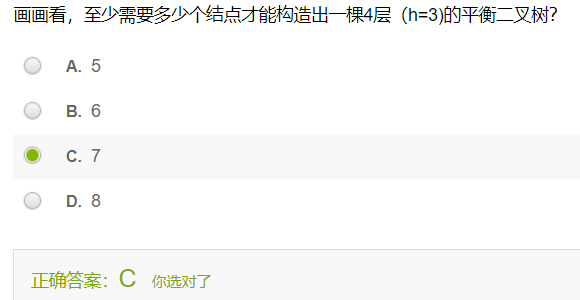 画画看，至少需要多少个结点才能构造出一棵4层（h=3)的平衡二叉树?
A. 5
B. 6
C. 7
D. 8
正确答案：C 你选对了